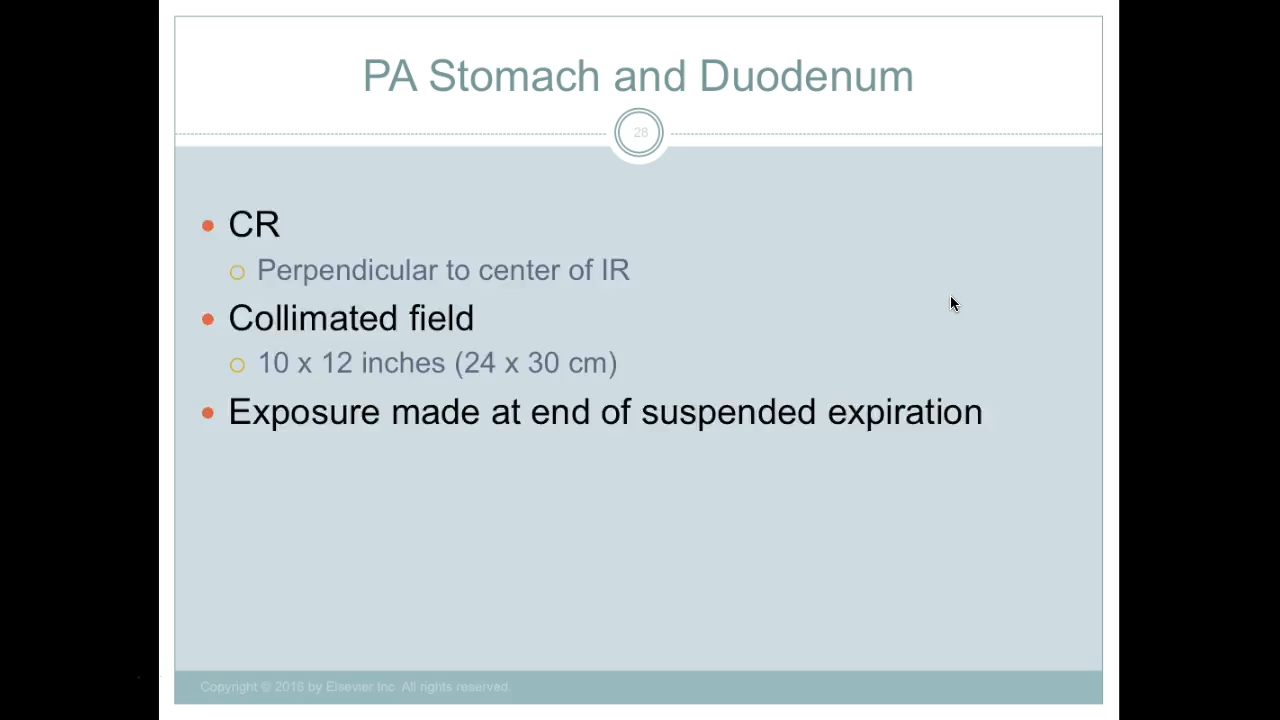 PA Stomach and Duodenum
28
CR
Perpendicular to center of IR
Collimated field
10 x 12 inches (24 x 30 cm)
Exposure made at end of suspended expiration
Copyright © 2016 by Elsevier Inc. All rights reserved.